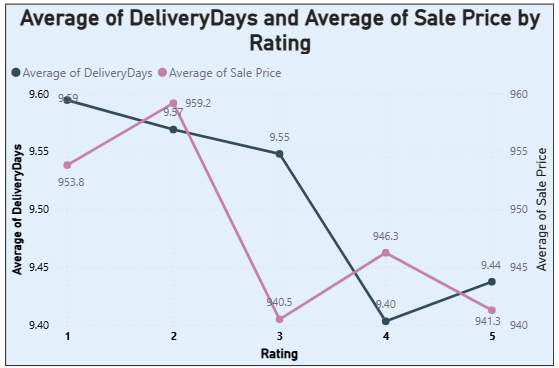 Average of DeliveryDays and Average of Sale Price by
Rating
Average of DeliveryDays Average of Sale Price
9.60 9.59 959.2 960
9.57
9.55 9.55 955
953.8
9.50 950
946.3
9.45 9.44 945
940.5 9.40 941.3
9.40 940
1 2 3 4 5
Rating
Average of DeliveryDays
Average of Sale Price